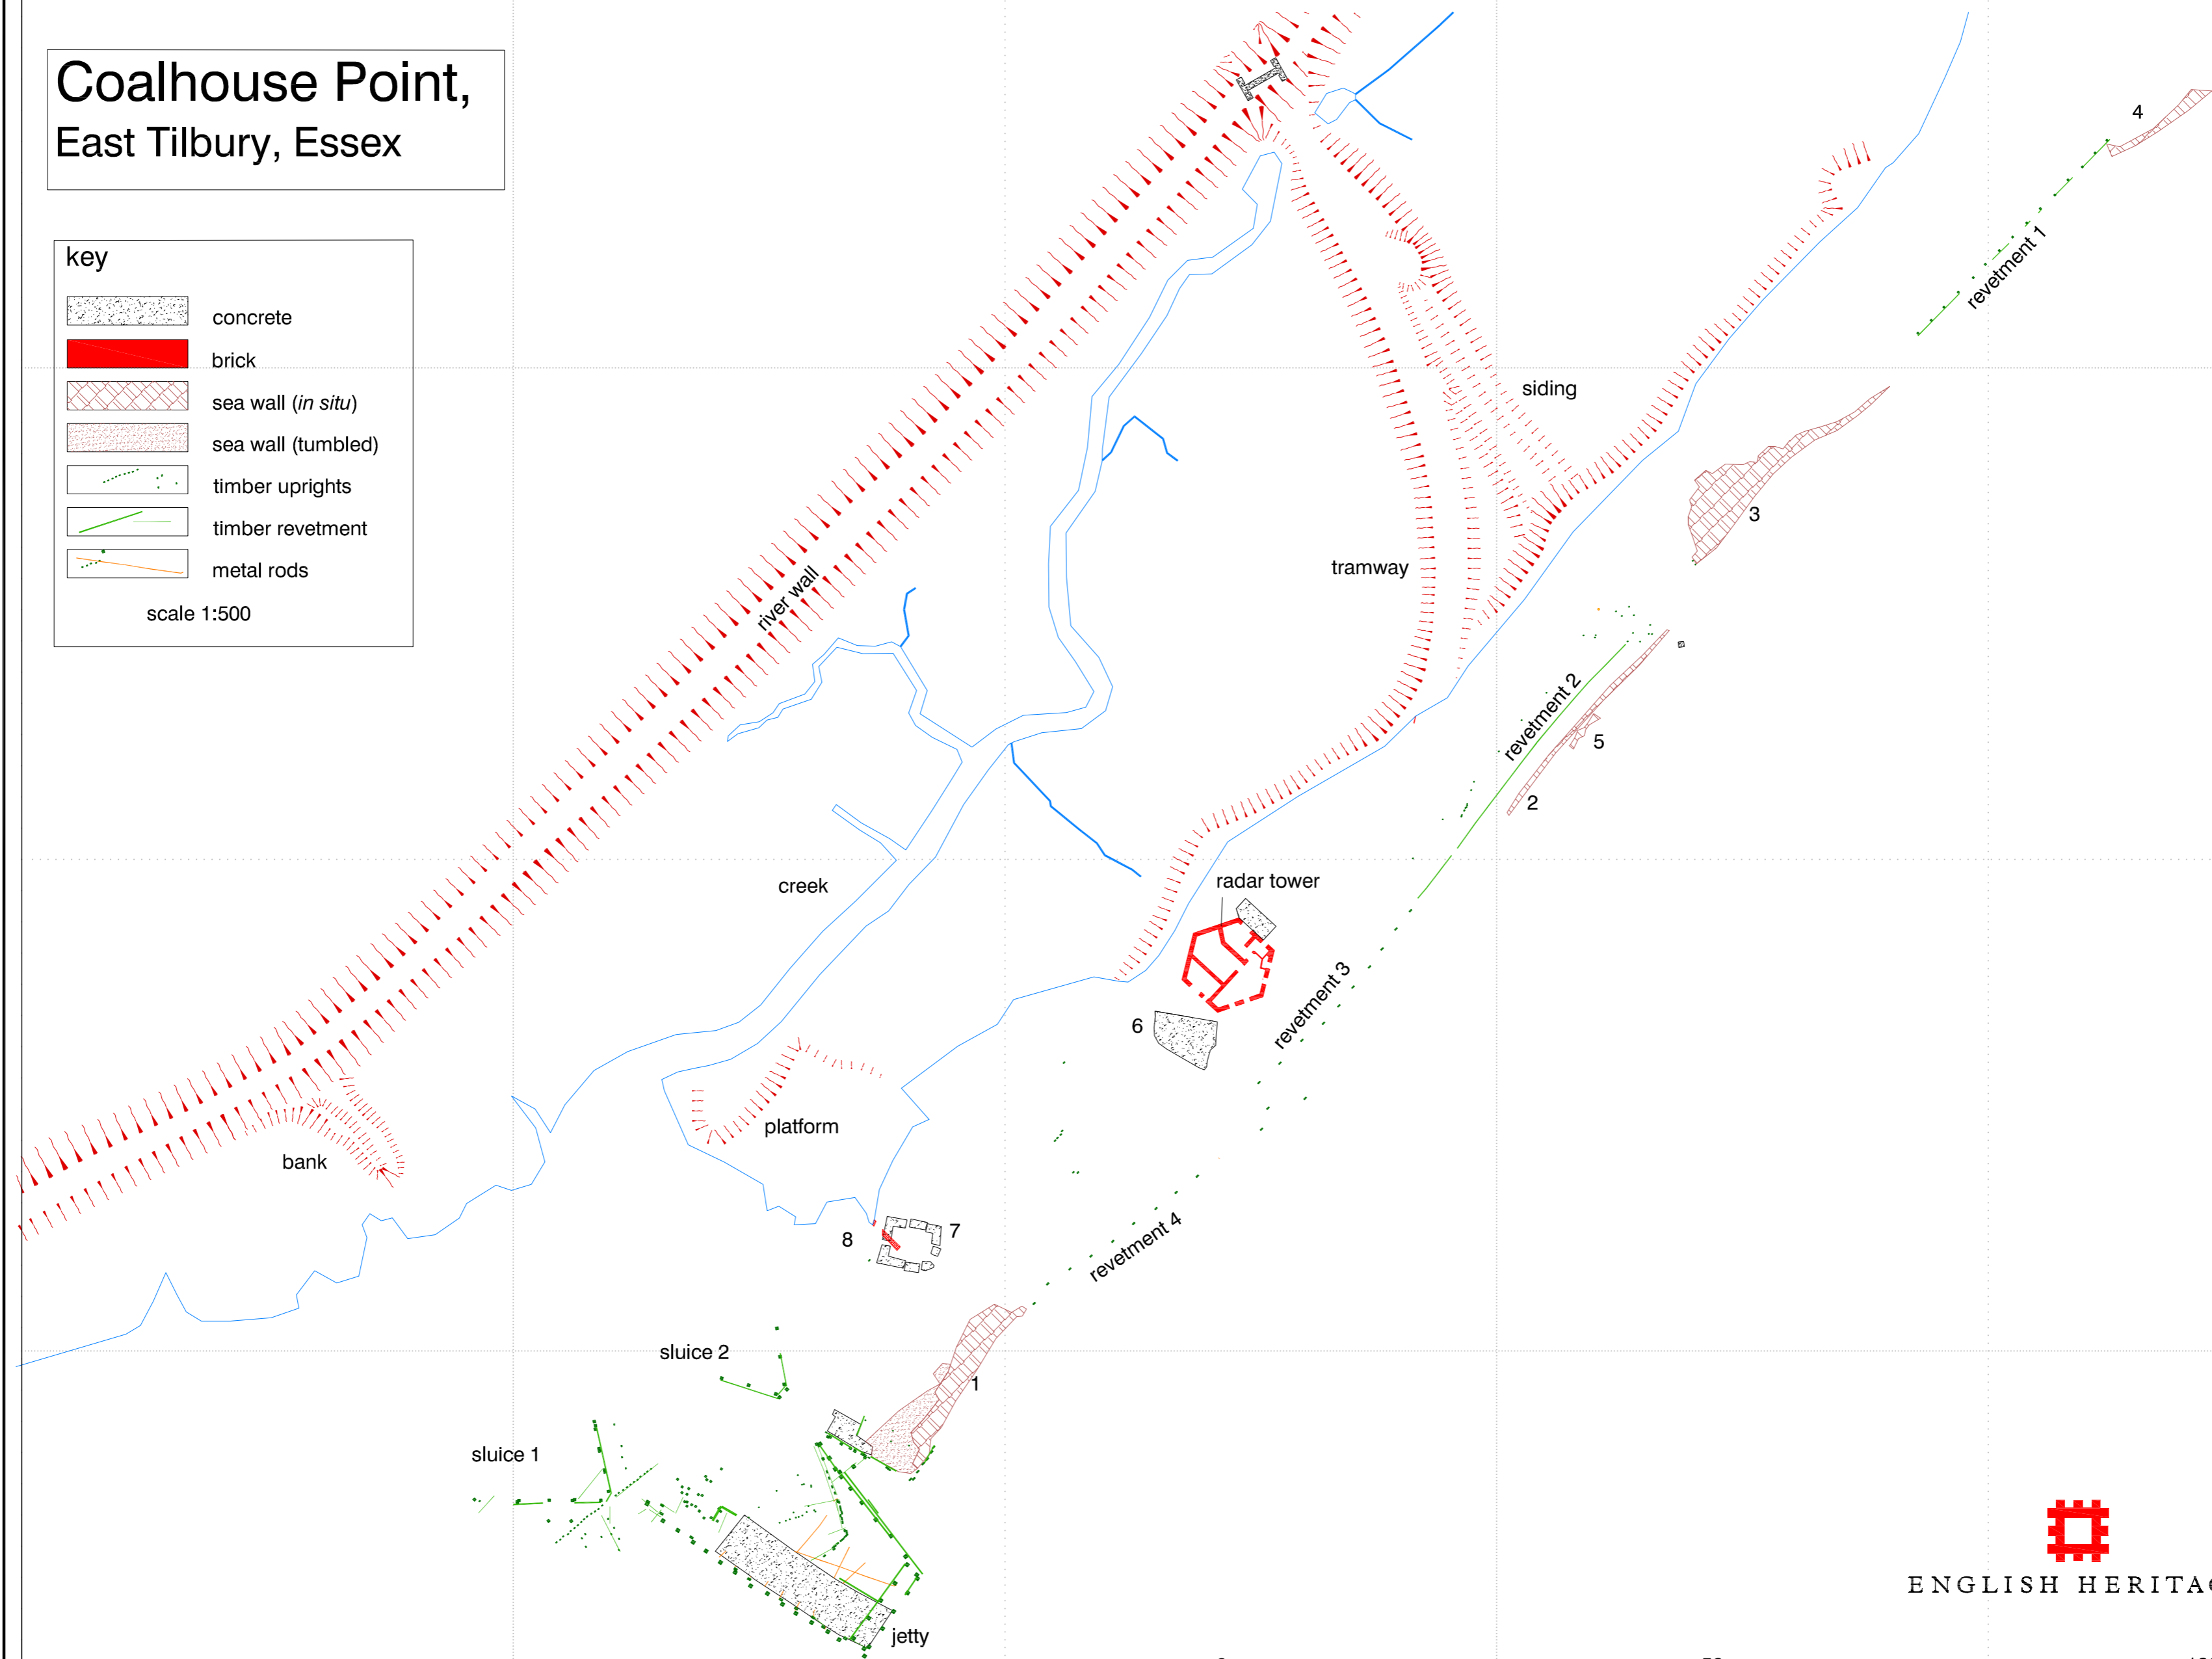 Coalhouse Point,
East Tilbury, Essex
key
concrete
brick
sea wall (in situ)
sea wall (tumbled)
timber uprights
timber revetment
metal rods
scale 1:500
4
revetment 1
siding
3
tramway
river wall
revetment 2
5
2
creek
radar tower
revetment 3
6
platform
bank
revetment 4
8
7
sluice 2
1
sluice 1
jetty
ENGLISH HERITAG